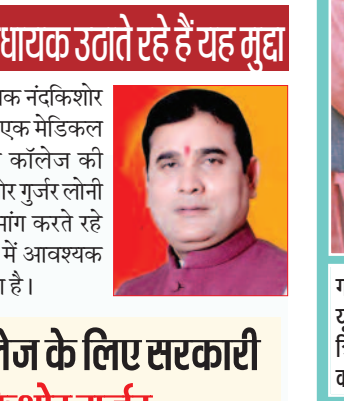 धायक उठाते रहे हैं यह मुद्दा
क नंदकिशोर
एक मेडिकल
कॉलेज की
र गुर्जर लोनी
मांग करते रहे
में आवश्यक
है।
के लिए सरकारी